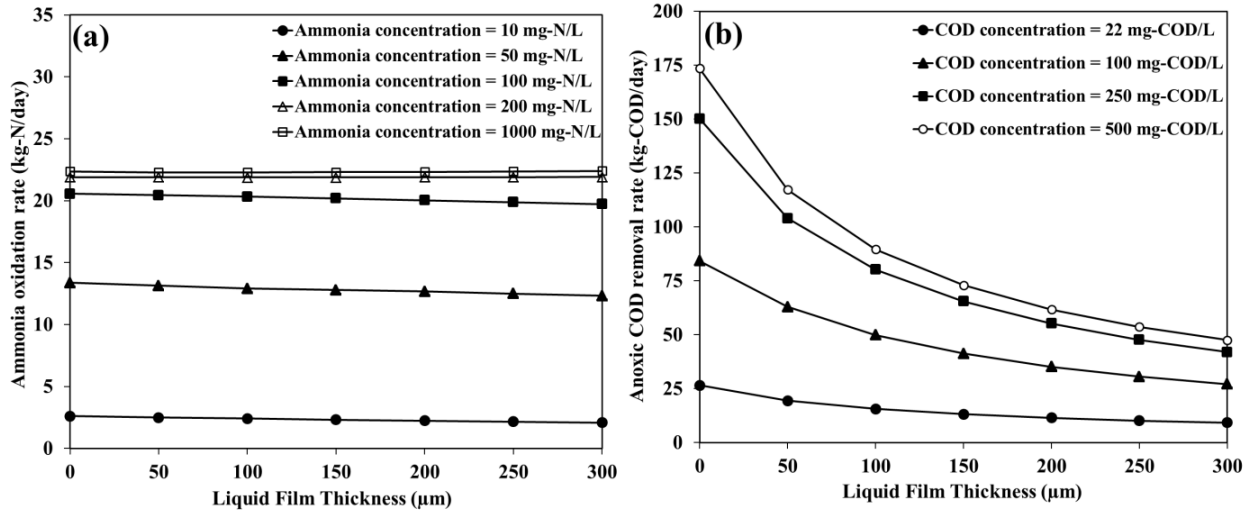 (a)
Ammonia concentration = 10 mg-N/L
Ammonia concentration = 50 mg-N/L
Ammonia concentration = 100 mg-N/L
Ammonia concentration = 200 mg-N/L
Ammonia concentration = 1000 mg-N/L
Ammonia oxidation rate (kg-N/day)
35
30
25
20
15
10
5
0
0 50 100 150 200 250 300
Liquid Film Thickness (µm)
(b)
COD concentration = 22 mg-COD/L
COD concentration = 100 mg-COD/L
COD concentration = 250 mg-COD/L
COD concentration = 500 mg-COD/L
Anoxic COD removal rate (kg-COD/day)
200
175
150
125
100
75
50
25
0
0 50 100 150 200 250 300
Liquid Film Thickness (µm)